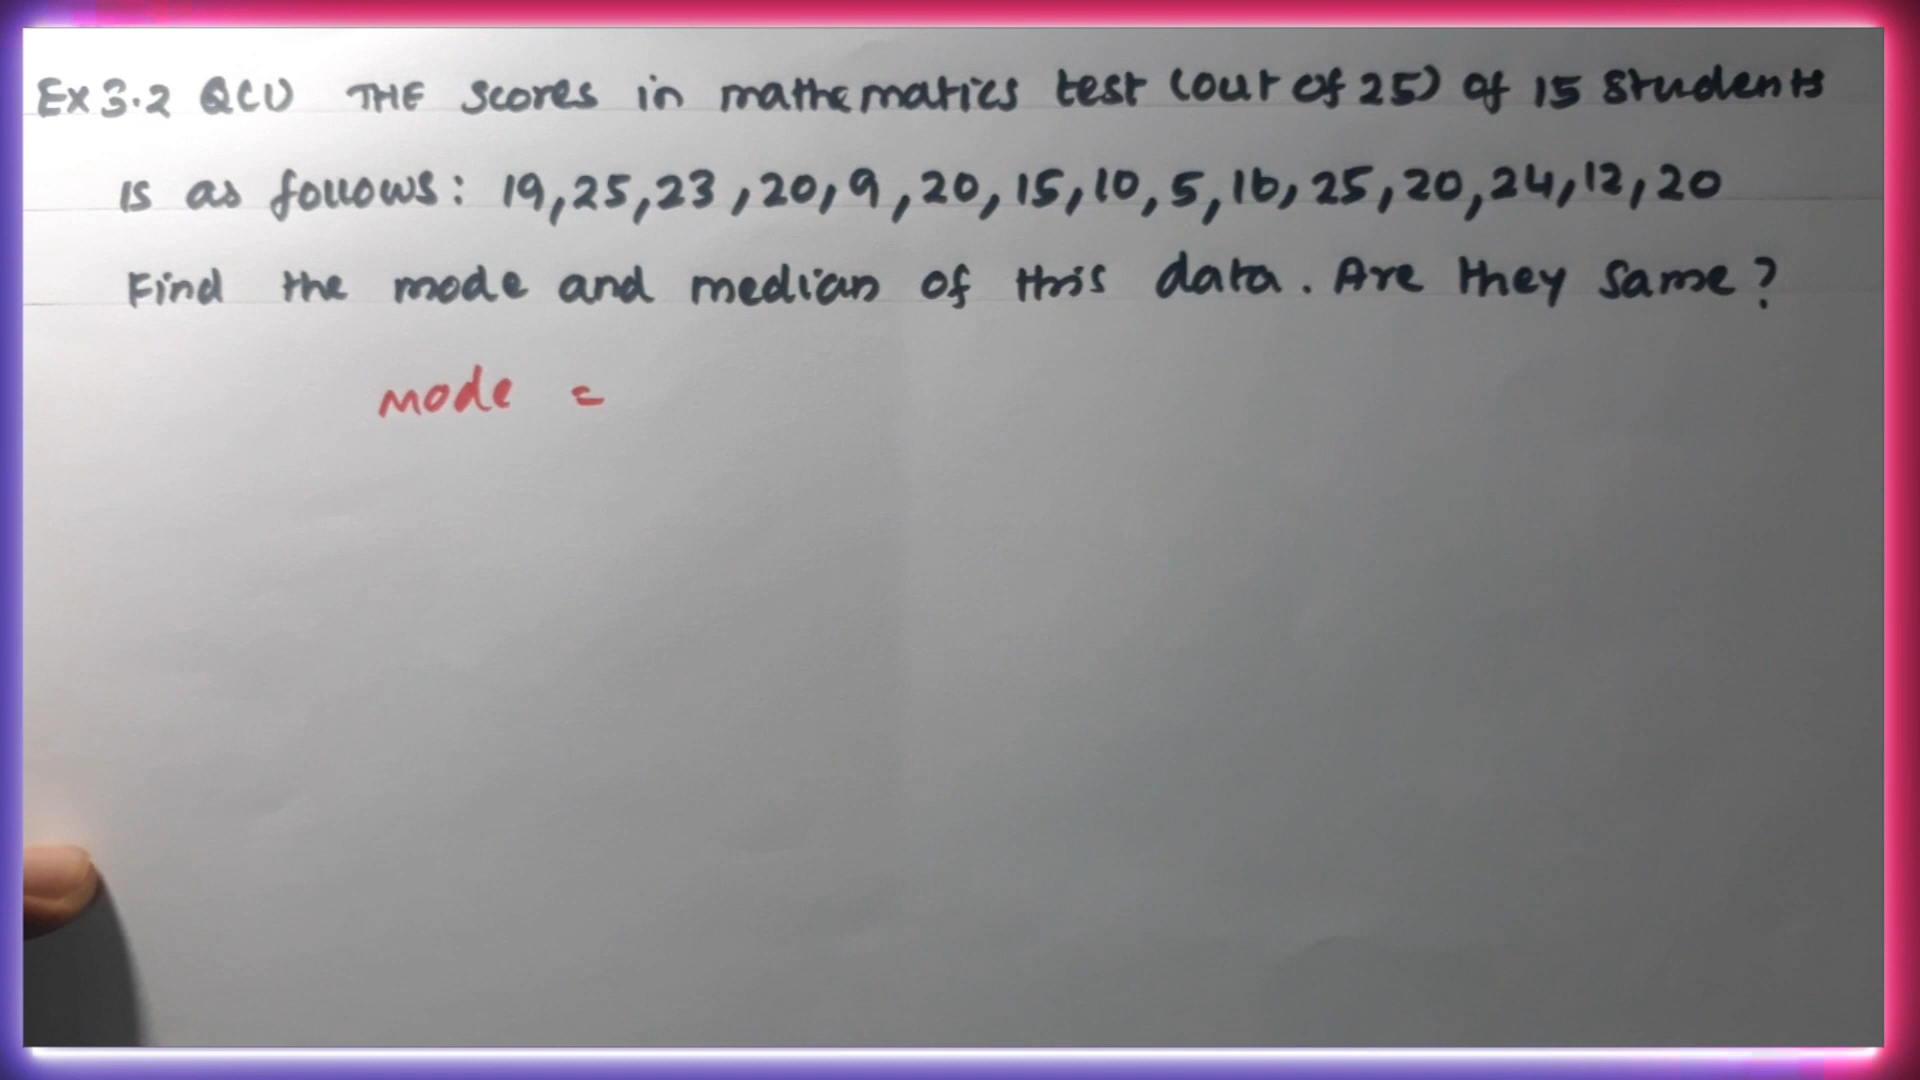 Ex 3.2 Q(1) THE scores in mathematics test (out of 25) of 15 students
is as follows: 19,25,23,20,9,20,15,10,5,16,25,20,24,12,20
Find the mode and median of this data. Are they same?
mode =